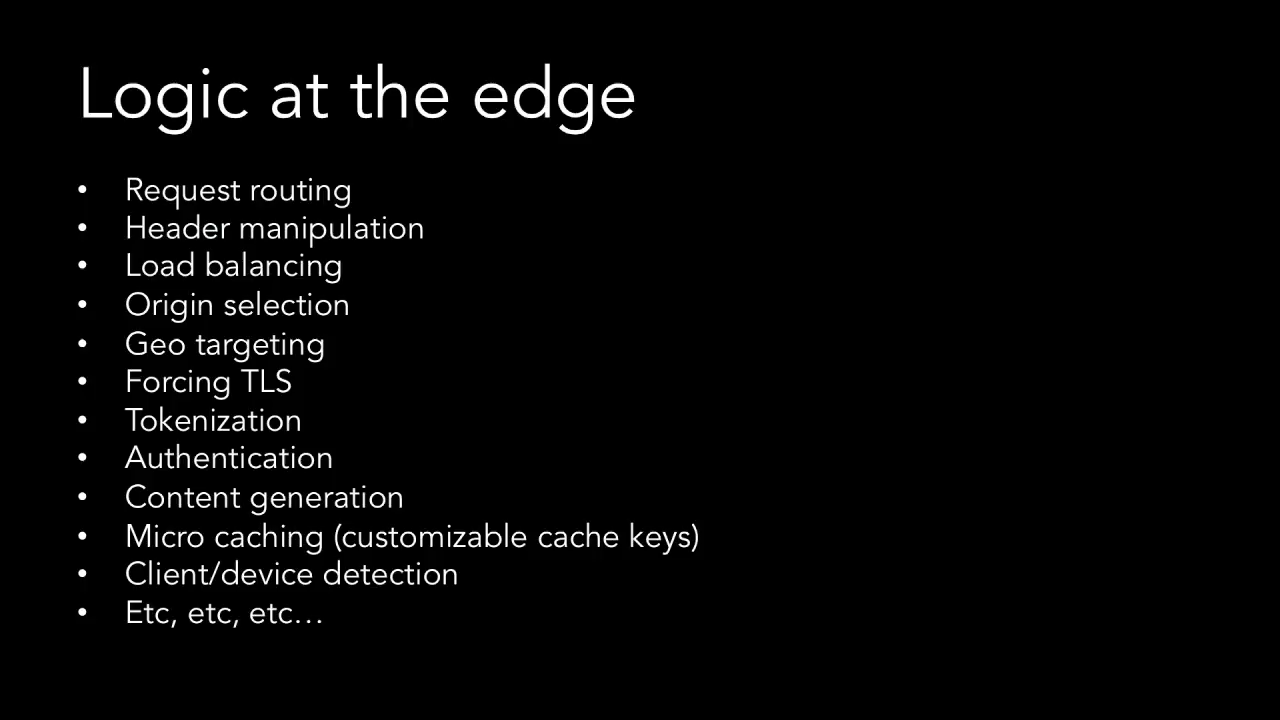 Logic at the edge
• Request routing
• Header manipulation
• Load balancing
• Origin selection
• Geo targeting
• Forcing TLS
• Tokenization
• Authentication
• Content generation
• Micro caching (customizable cache keys)
• Client/device detection
• Etc, etc, etc…